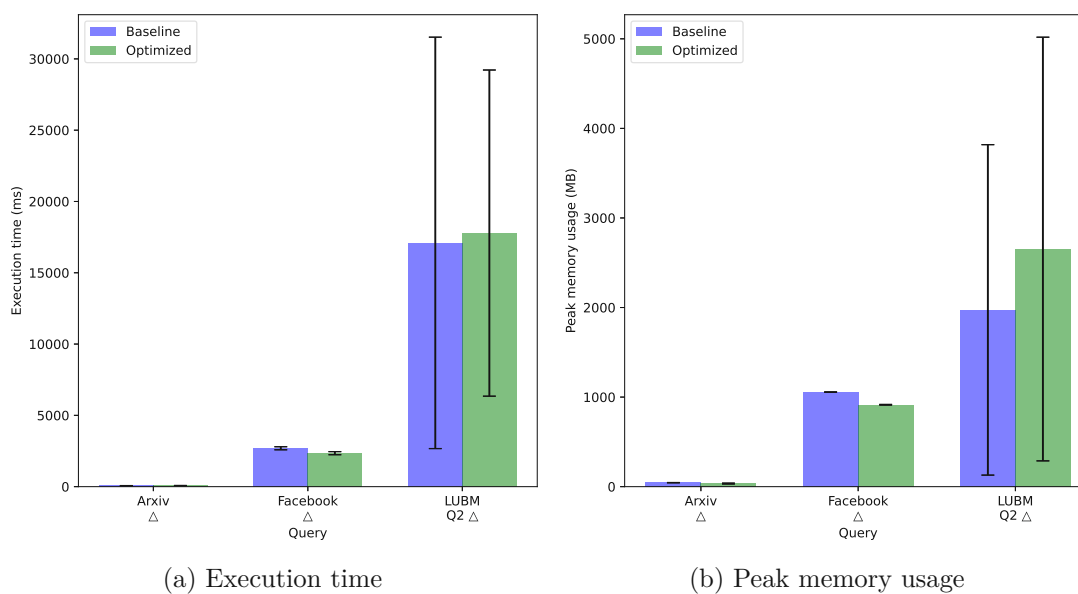 Baseline
Optimized
30000
25000
20000
15000
10000
5000
0
Execution time (ms)
Arxiv
△
Facebook
△
LUBM
Q2 △
Query
(a) Execution time
Baseline
Optimized
5000
4000
3000
2000
1000
0
Peak memory usage (MB)
Arxiv
△
Facebook
△
LUBM
Q2 △
Query
(b) Peak memory usage